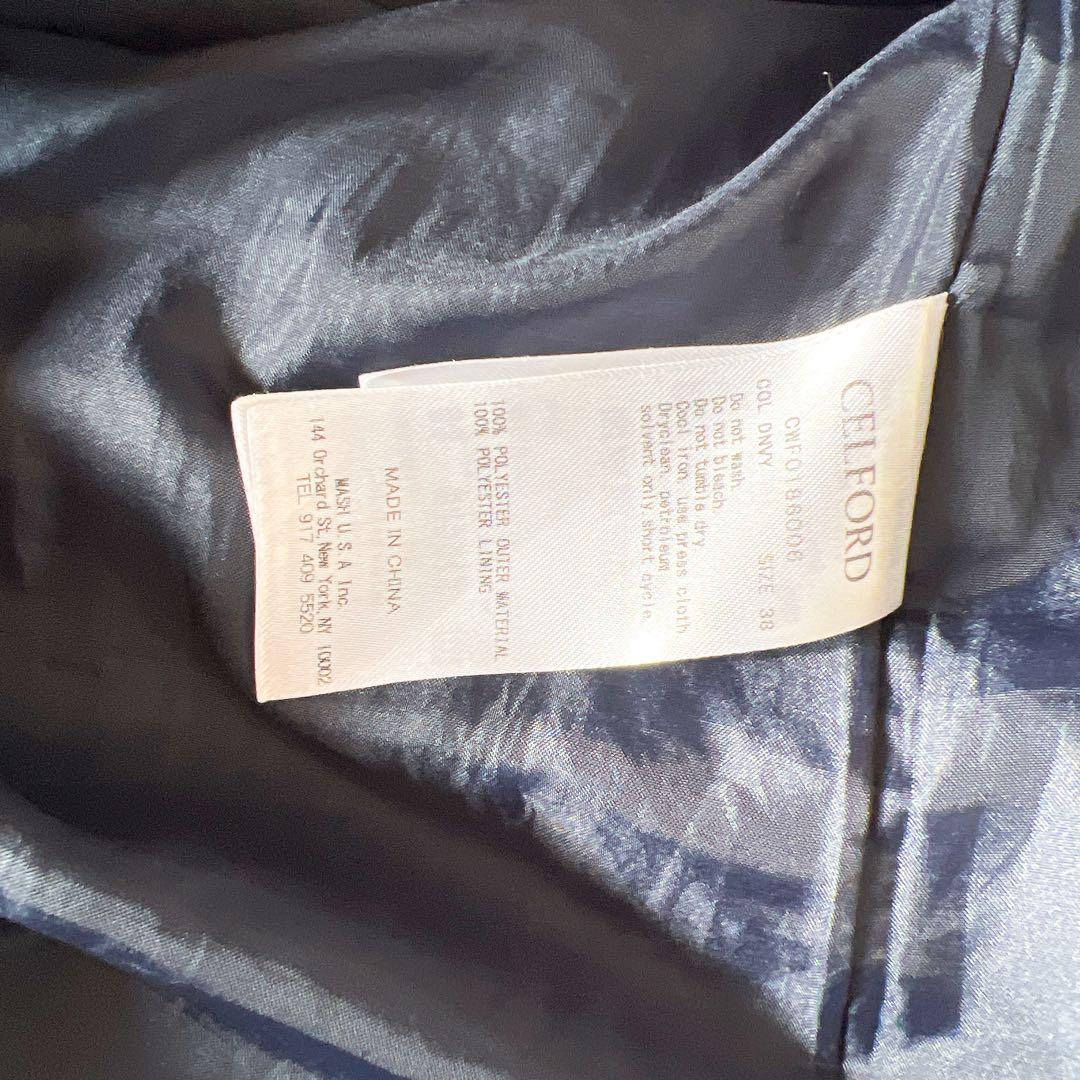 CELFORD
CWF0186006
COL DNVY SIZE 38
Do not wash.
Do not bleach.
Do not tumble dry
Cool iron. use press cloth
Dryclean. petroleum
solvent only short cycle.
100% POLYESTER OUTER MATERIAL
100% POLYESTER LINING
MADE IN CHINA
MASH U.S.A Inc.
144 Orchard St, New York, NY 10002
TEL 917 409 5520